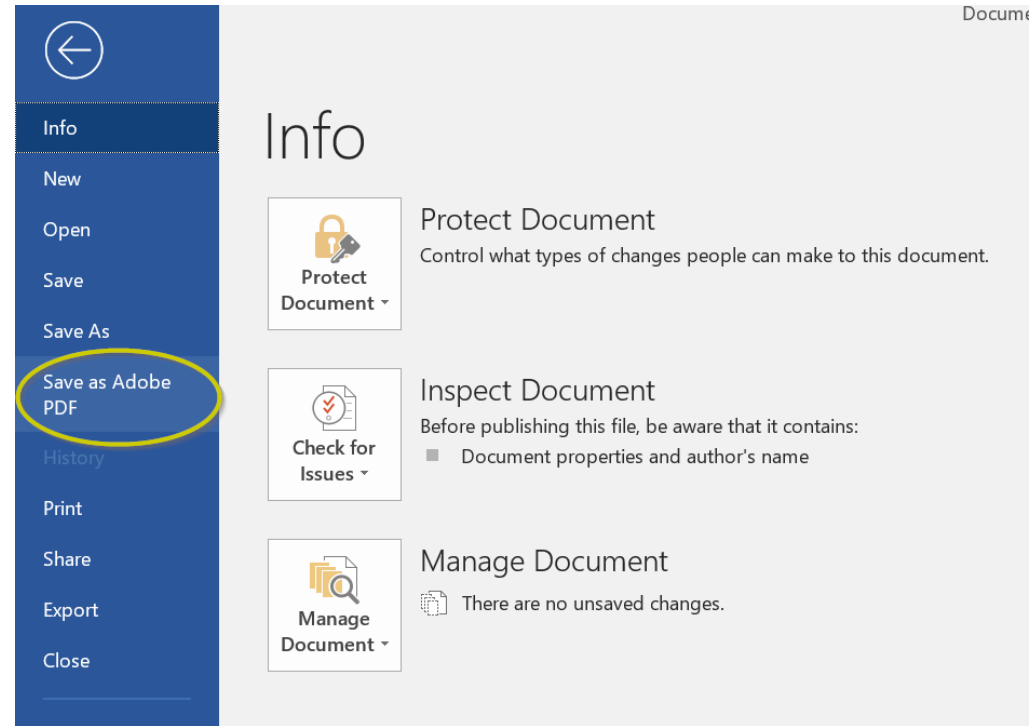 Docume
Info
New
Open
Save
Save As
Save as Adobe
PDF
History
Print
Share
Export
Close
Info
Protect
Document
Protect Document
Control what types of changes people can make to this document.
Check for
Issues
Inspect Document
Before publishing this file, be aware that it contains:
Document properties and author's name
Manage
Document
Manage Document
There are no unsaved changes.